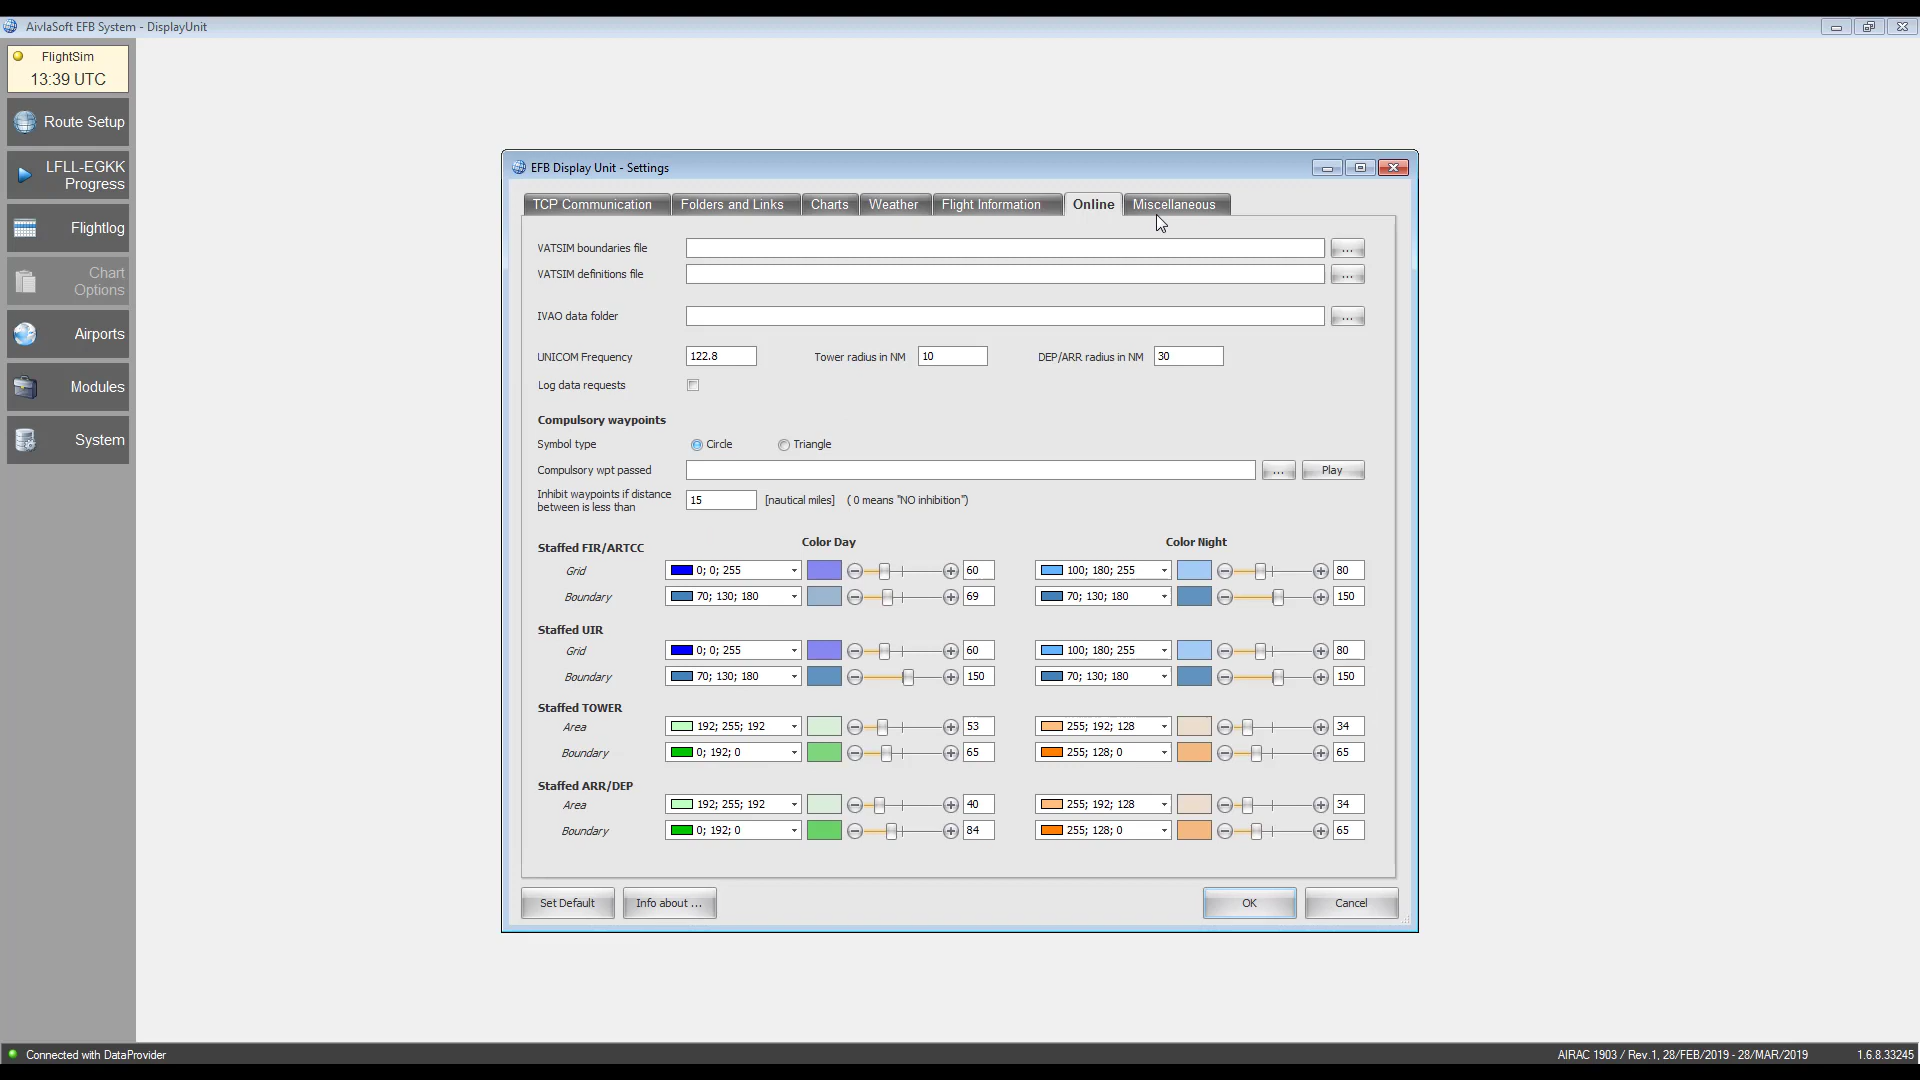 AivlaSoft EFB System - DisplayUnit
FlightSim
13:39 UTC
Route Setup
LFLL-EGKK
Progress
Flightlog
Chart
Options
Airports
Modules
System
EFB Display Unit - Settings
TCP Communication
Folders and Links
Charts
Weather
Flight Information
Online
Miscellaneous
VATSIM boundaries file
...
VATSIM definitions file
...
IVAO data folder
...
UNICOM Frequency 122.8 Tower radius in NM 10 DEP/ARR radius in NM 30
Log data requests
Compulsory waypoints
Symbol type Circle Triangle
Compulsory wpt passed ... Play
Inhibit waypoints if distance
between is less than 15 [nautical miles] ( 0 means "NO inhibition")
Color Day Color Night
Staffed FIR/ARTCC
Grid 0; 0; 255 60 100; 180; 255 80
Boundary 70; 130; 180 69 70; 130; 180 150
Staffed UIR
Grid 0; 0; 255 60 100; 180; 255 80
Boundary 70; 130; 180 150 70; 130; 180 150
Staffed TOWER
Area 192; 255; 192 53 255; 192; 128 34
Boundary 0; 192; 0 65 255; 128; 0 65
Staffed ARR/DEP
Area 192; 255; 192 40 255; 192; 128 34
Boundary 0; 192; 0 84 255; 128; 0 65
Set Default
Info about ...
OK
Cancel
Connected with DataProvider
AIRAC 1903 / Rev.1, 28/FEB/2019 - 28/MAR/2019
1.6.8.33245